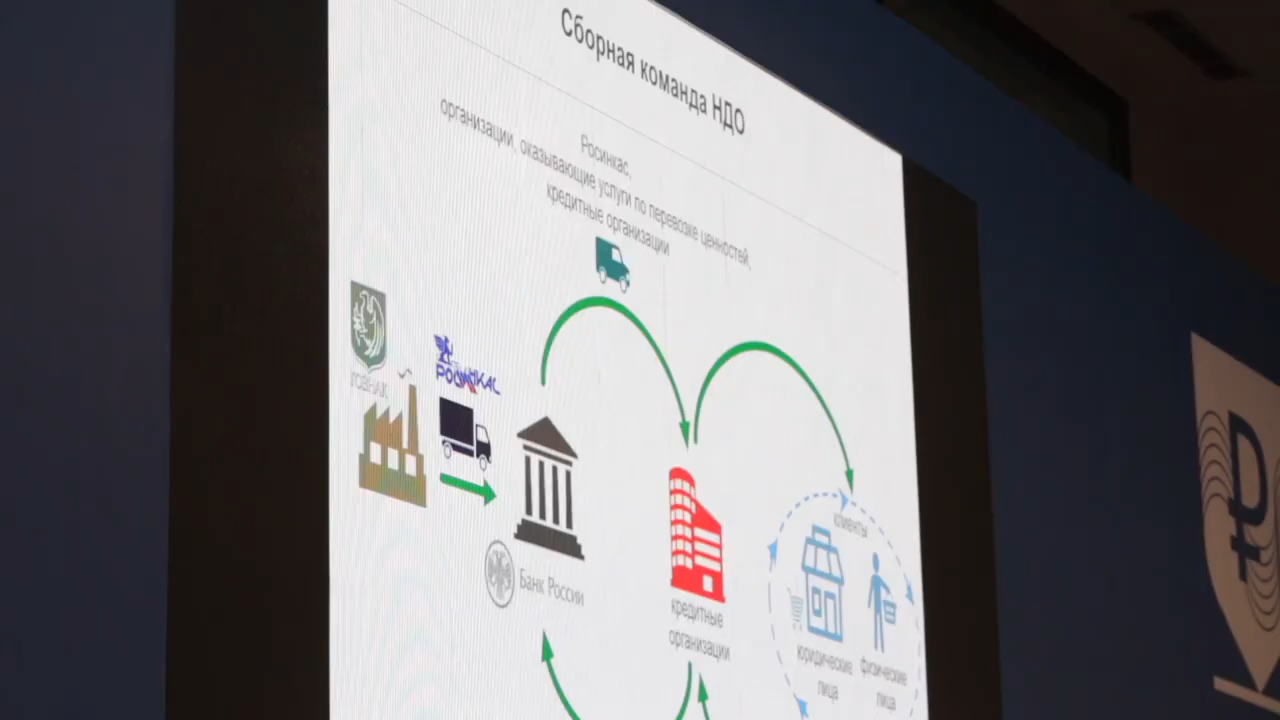 Сборная команда НДО
Росинкас,
организации, оказывающие услуги по перевозке ценностей,
кредитные организации
РОСИНКАС
Банк России
кредитные
организации
клиенты
юридические
лица
физические
лица